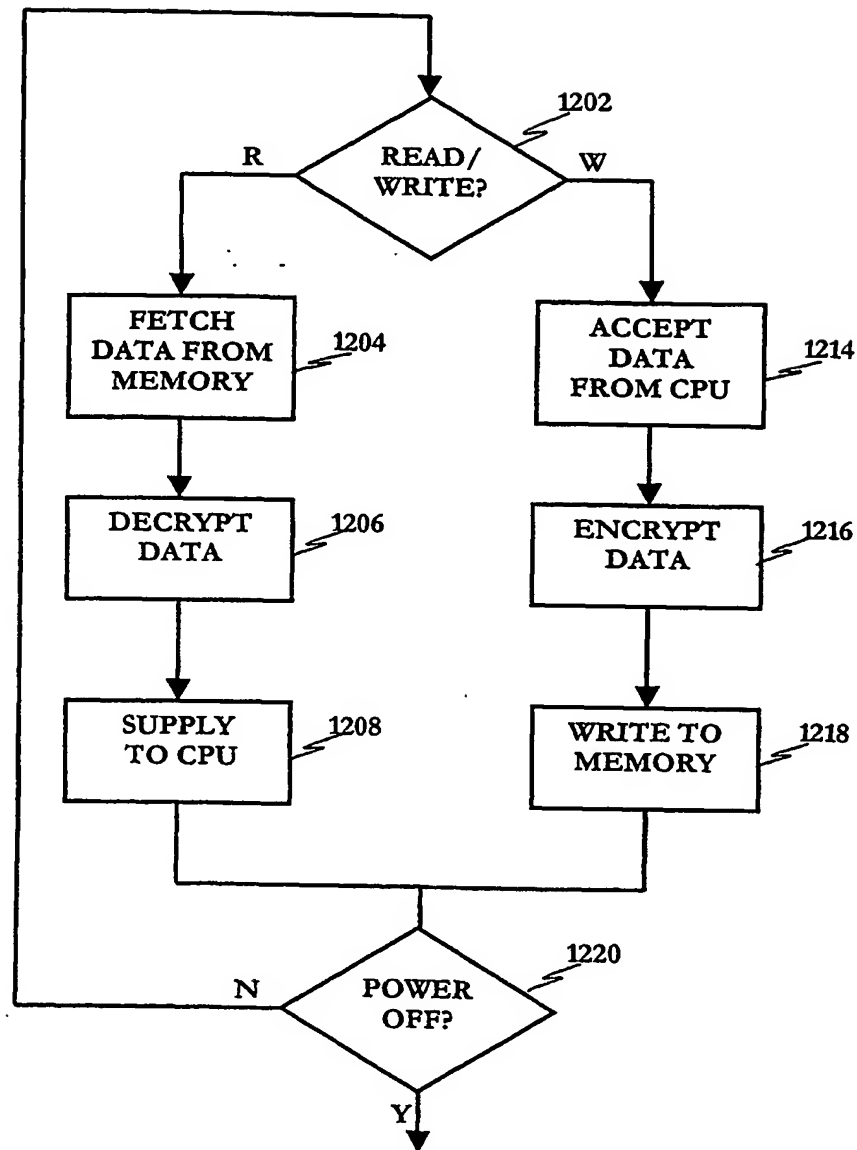 1202
READ/
WRITE?
R
W
FETCH
DATA FROM
MEMORY
1204
ACCEPT
DATA
FROM CPU
1214
DECRYPT
DATA
1206
ENCRYPT
DATA
1216
SUPPLY
TO CPU
1208
WRITE TO
MEMORY
1218
1220
POWER
OFF?
N
Y